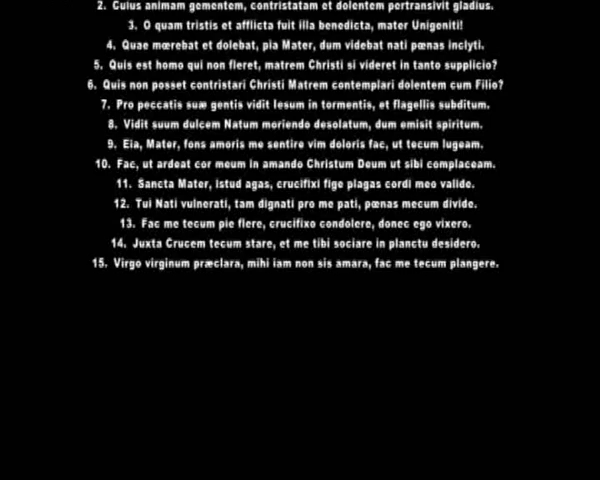 2. Cuius animam gementem, contristatam et dolentem pertransivit gladius.
3. O quam tristis et afflicta fuit illa benedicta, mater Unigeniti!
4. Quae mœrebat et dolebat, pia Mater, dum videbat nati pœnas inclyti.
5. Quis est homo qui non fleret, matrem Christi si videret in tanto supplicio?
6. Quis non posset contristari Christi Matrem contemplari dolentem cum Filio?
7. Pro peccatis suæ gentis vidit Iesum in tormentis, et flagellis subditum.
8. Vidit suum dulcem Natum moriendo desolatum, dum emisit spiritum.
9. Eia, Mater, fons amoris me sentire vim doloris fac, ut tecum lugeam.
10. Fac, ut ardeat cor meum in amando Christum Deum ut sibi complaceam.
11. Sancta Mater, istud agas, crucifixi fige plagas cordi meo valide.
12. Tui Nati vulnerati, tam dignati pro me pati, pœnas mecum divide.
13. Fac me tecum pie flere, crucifixo condolere, donec ego vixero.
14. Juxta Crucem tecum stare, et me tibi sociare in planctu desidero.
15. Virgo virginum præclara, mihi iam non sis amara, fac me tecum plangere.